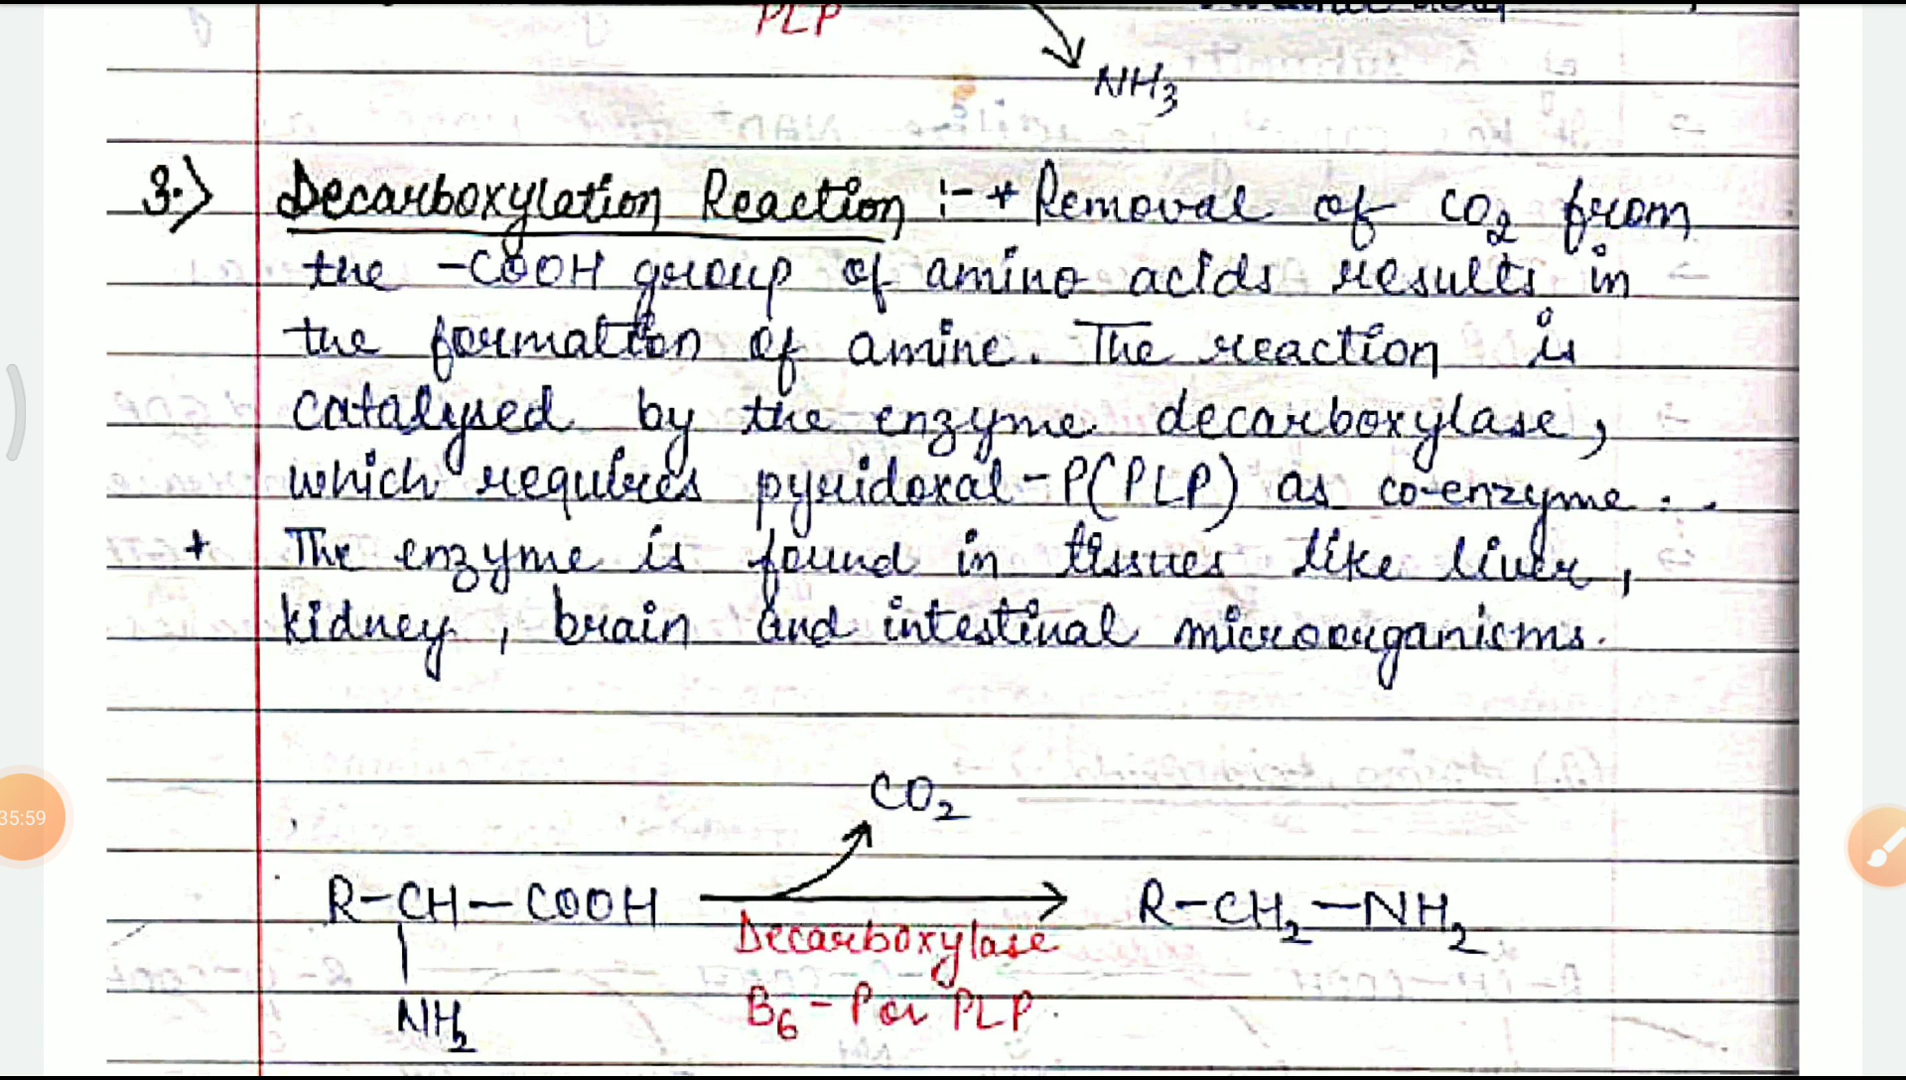 PLP
NH₃
3.) Decarboxylation Reaction :- + Removal of CO₂ from
the -COOH group of amino acids results in
the formation of amine. The reaction is
catalysed by the enzyme decarboxylase,
which requires pyridoxal-P(PLP) as co-enzyme.
+ The enzyme is found in tissues like liver,
kidney, brain and intestinal microorganisms.
CO₂
R-CH-COOH → R-CH₂-NH₂
Decarboxylase
NH₂
B₆-P or PLP
35:59